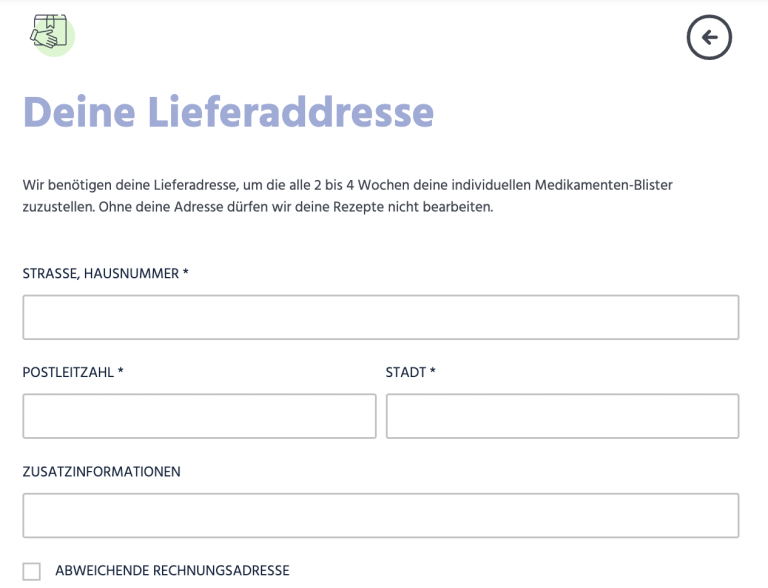 Deine Lieferaddresse
Wir benötigen deine Lieferadresse, um die alle 2 bis 4 Wochen deine individuellen Medikamenten-Blister
zuzustellen. Ohne deine Adresse dürfen wir deine Rezepte nicht bearbeiten.
STRASSE, HAUSNUMMER *
POSTLEITZAHL *
STADT *
ZUSATZINFORMATIONEN
ABWEICHENDE RECHNUNGSADRESSE